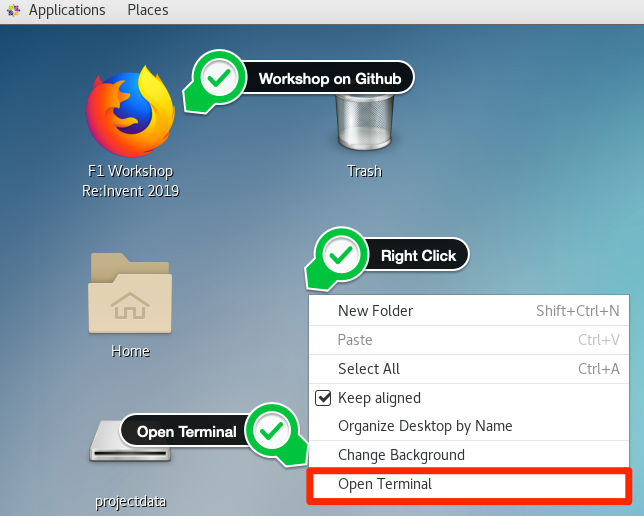 Applications Places
Workshop on Github
F1 Workshop
Re:Invent 2019
Trash
Right Click
Home
New Folder Shift+Ctrl+N
Paste Ctrl+V
Select All Ctrl+A
Keep aligned
Organize Desktop by Name
Change Background
Open Terminal
Open Terminal
projectdata